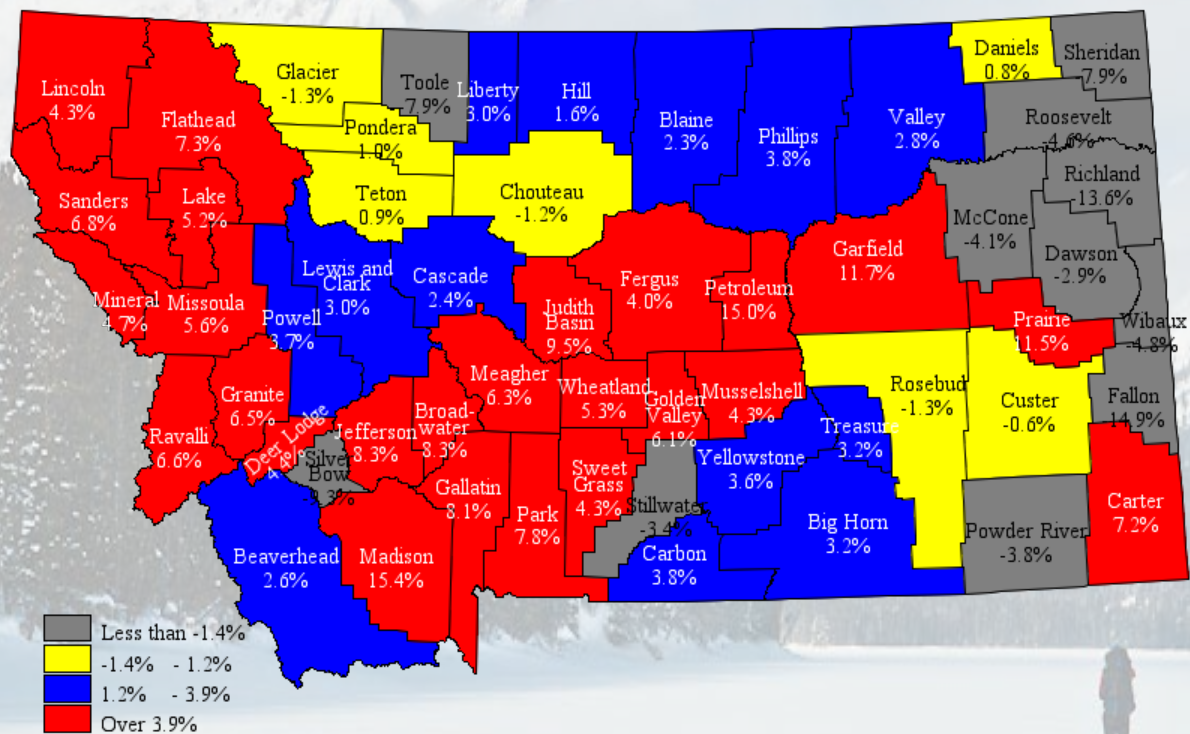 Lincoln
4.3%
Flathead
7.3%
Glacier
-1.3%
Toole
7.9%
Liberty
3.0%
Hill
1.6%
Blaine
2.3%
Phillips
3.8%
Valley
2.8%
Daniels
0.8%
Sheridan
7.9%
Roosevelt
-4.6%
Pondera
1.0%
Teton
0.9%
Chouteau
-1.2%
Sanders
6.8%
Lake
5.2%
Richland
-13.6%
McCone
-4.1%
Dawson
-2.9%
Garfield
11.7%
Mineral
4.7%
Missoula
5.6%
Powell
3.7%
Lewis and
Clark
3.0%
Cascade
2.4%
Judith
Basin
9.5%
Fergus
4.0%
Petroleum
15.0%
Prairie
11.5%
Wibaux
-4.8%
Fallon
14.9%
Ravalli
6.6%
Granite
6.5%
Deer Lodge
4.4%
Silver
Bow
Jefferson
8.3%
Broad-
water
8.3%
Meagher
6.3%
Wheatland
5.3%
Golden
Valley
6.1%
Musselshell
4.3%
Treasure
3.2%
Rosebud
-1.3%
Custer
-0.6%
Beaverhead
2.6%
Madison
15.4%
Gallatin
8.1%
Park
7.8%
Sweet
Grass
4.3%
Stillwater
-3.4%
Yellowstone
3.6%
Carbon
3.8%
Big Horn
3.2%
Powder River
-3.8%
Carter
7.2%
Less than -1.4%
-1.4% - 1.2%
1.2% - 3.9%
Over 3.9%